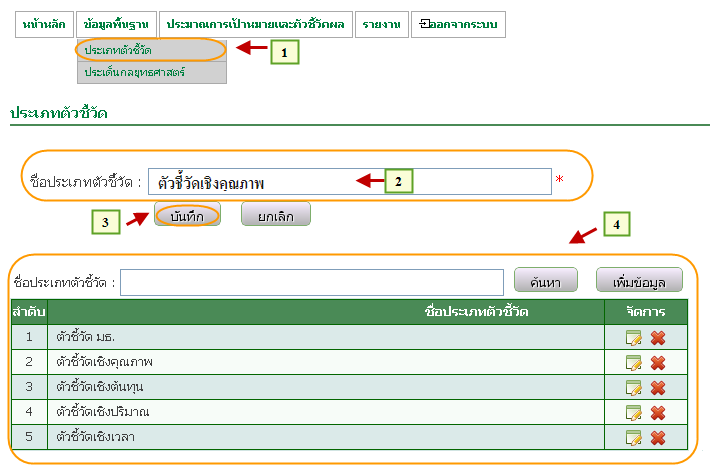 หน้าหลัก ข้อมูลพื้นฐาน ประมาณการเป้าหมายและตัวชี้วัดผล รายงาน ออกจากระบบ
ประเภทตัวชี้วัด 1
ประเด็นกลยุทธศาสตร์
ประเภทตัวชี้วัด
ชื่อประเภทตัวชี้วัด : ตัวชี้วัดเชิงคุณภาพ 2 *
3 บันทึก ยกเลิก 4
ชื่อประเภทตัวชี้วัด : ค้นหา เพิ่มข้อมูล
ลำดับ ชื่อประเภทตัวชี้วัด จัดการ
1 ตัวชี้วัด มธ.
2 ตัวชี้วัดเชิงคุณภาพ
3 ตัวชี้วัดเชิงต้นทุน
4 ตัวชี้วัดเชิงปริมาณ
5 ตัวชี้วัดเชิงเวลา